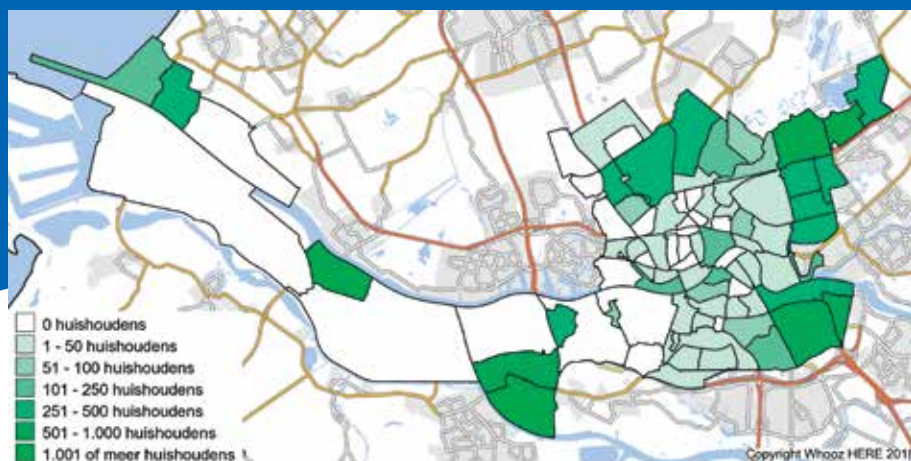 0 huishoudens
1 - 50 huishoudens
51 - 100 huishoudens
101 - 250 huishoudens
251 - 500 huishoudens
501 - 1.000 huishoudens
1.001 of meer huishoudens
Copyright Whooz HERE 2018